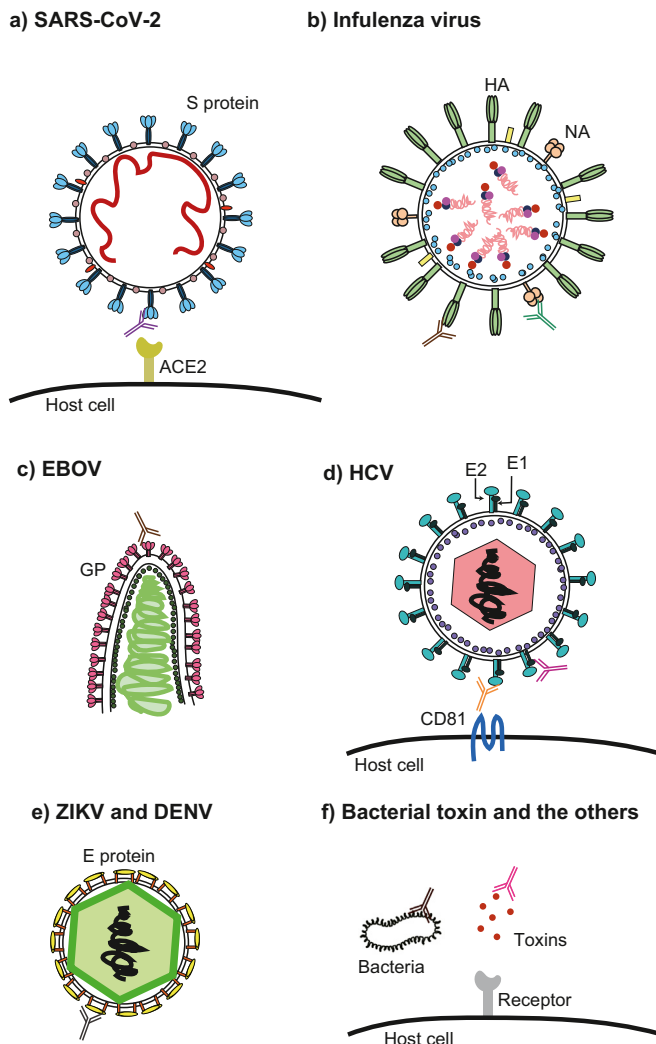 a) SARS-CoV-2
b) Infulenza virus
S protein
HA
NA
ACE2
Host cell
c) EBOV
d) HCV
E2
E1
GP
CD81
Host cell
e) ZIKV and DENV
f) Bacterial toxin and the others
E protein
Toxins
Bacteria
Receptor
Host cell